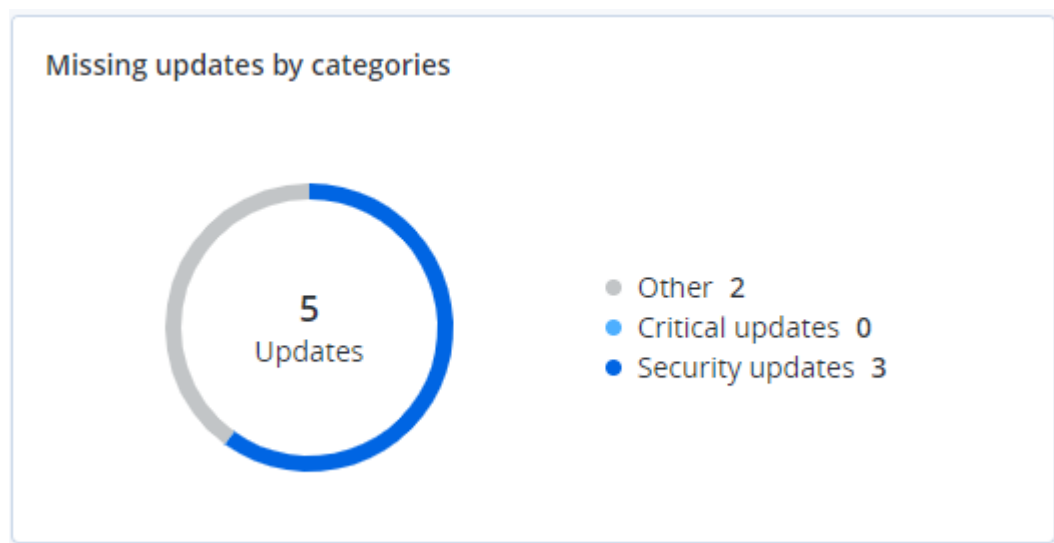 Missing updates by categories
5
Updates
Other 2
Critical updates 0
Security updates 3